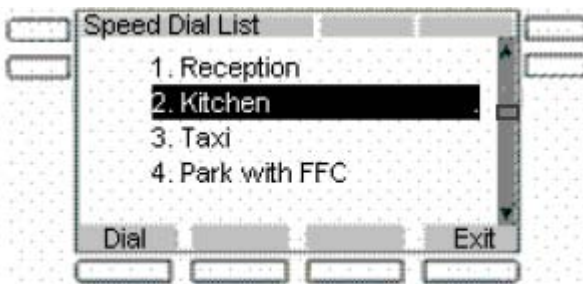 Speed Dial List
1. Reception
2. Kitchen
3. Taxi
4. Park with FFC
Dial Exit